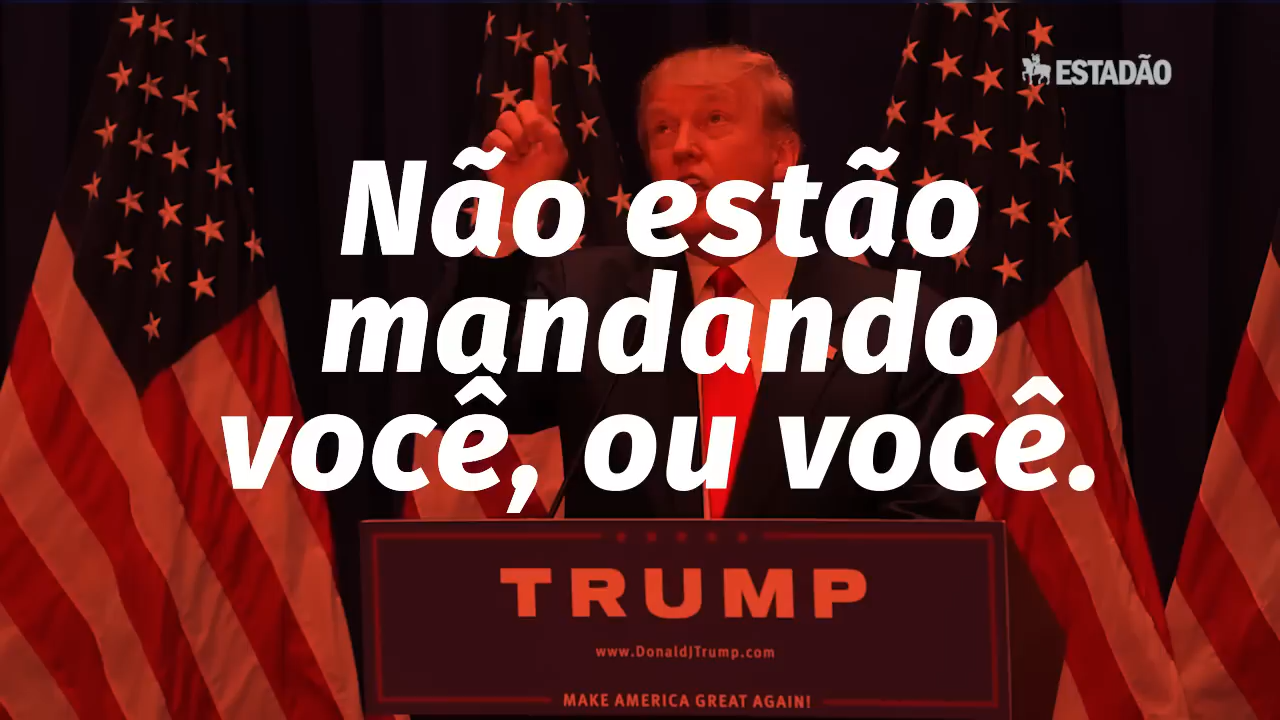 ESTADÃO
Não estão
mandando
você, ou você.
TRUMP
www.DonaldJTrump.com
MAKE AMERICA GREAT AGAIN!